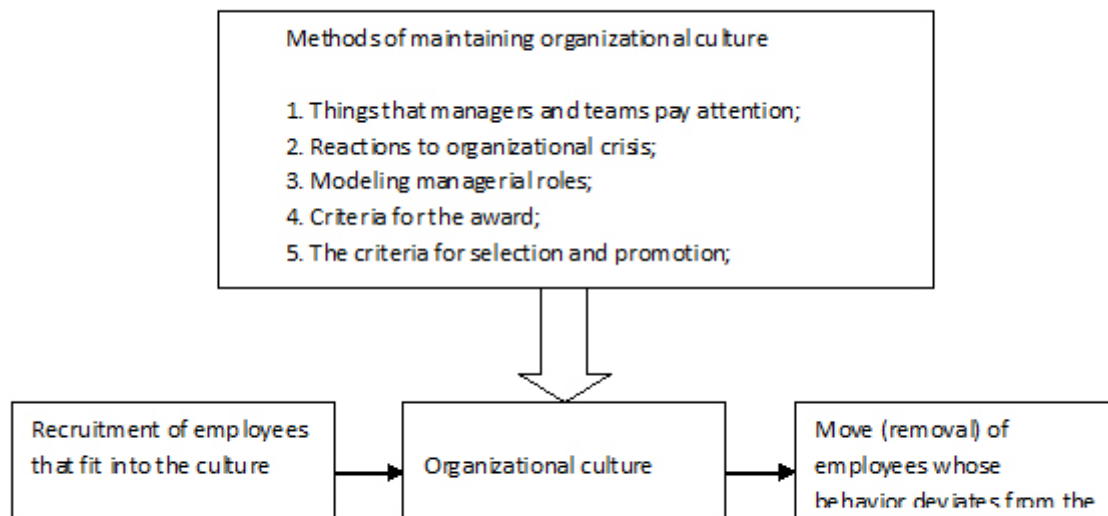 Methods of maintaining organizational culture
1. Things that managers and teams pay attention;
2. Reactions to organizational crisis;
3. Modeling managerial roles;
4. Criteria for the award;
5. The criteria for selection and promotion;
Recruitment of employees
that fit into the culture
Organizational culture
Move (removal) of
employees whose
behavior deviates from the